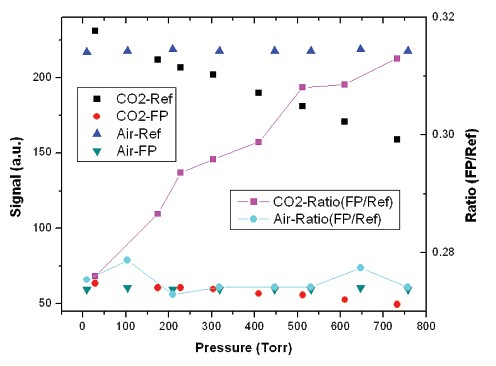 0.32
200
0.30
150
0.28
100
50
Signal (a.u.)
Ratio (FP/Ref)
CO2-Ref
CO2-FP
Air-Ref
Air-FP
CO2-Ratio(FP/Ref)
Air-Ratio(FP/Ref)
0 100 200 300 400 500 600 700 800
Pressure (Torr)